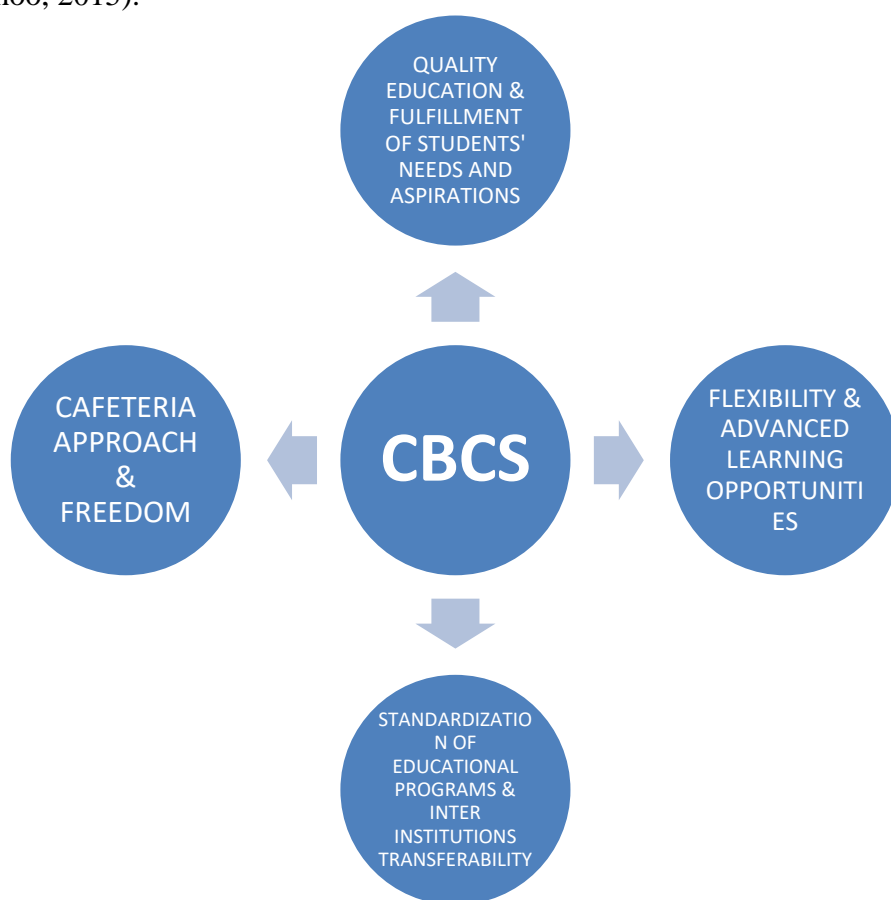 2015).
QUALITY
EDUCATION &
FULFILLMENT
OF STUDENTS'
NEEDS AND
ASPIRATIONS
CAFETERIA
APPROACH
&
FREEDOM
CBCS
FLEXIBILITY &
ADVANCED
LEARNING
OPPORTUNITI
ES
STANDARDIZATIO
N OF
EDUCATIONAL
PROGRAMS &
INTER
INSTITUTIONS
TRANSFERABILITY